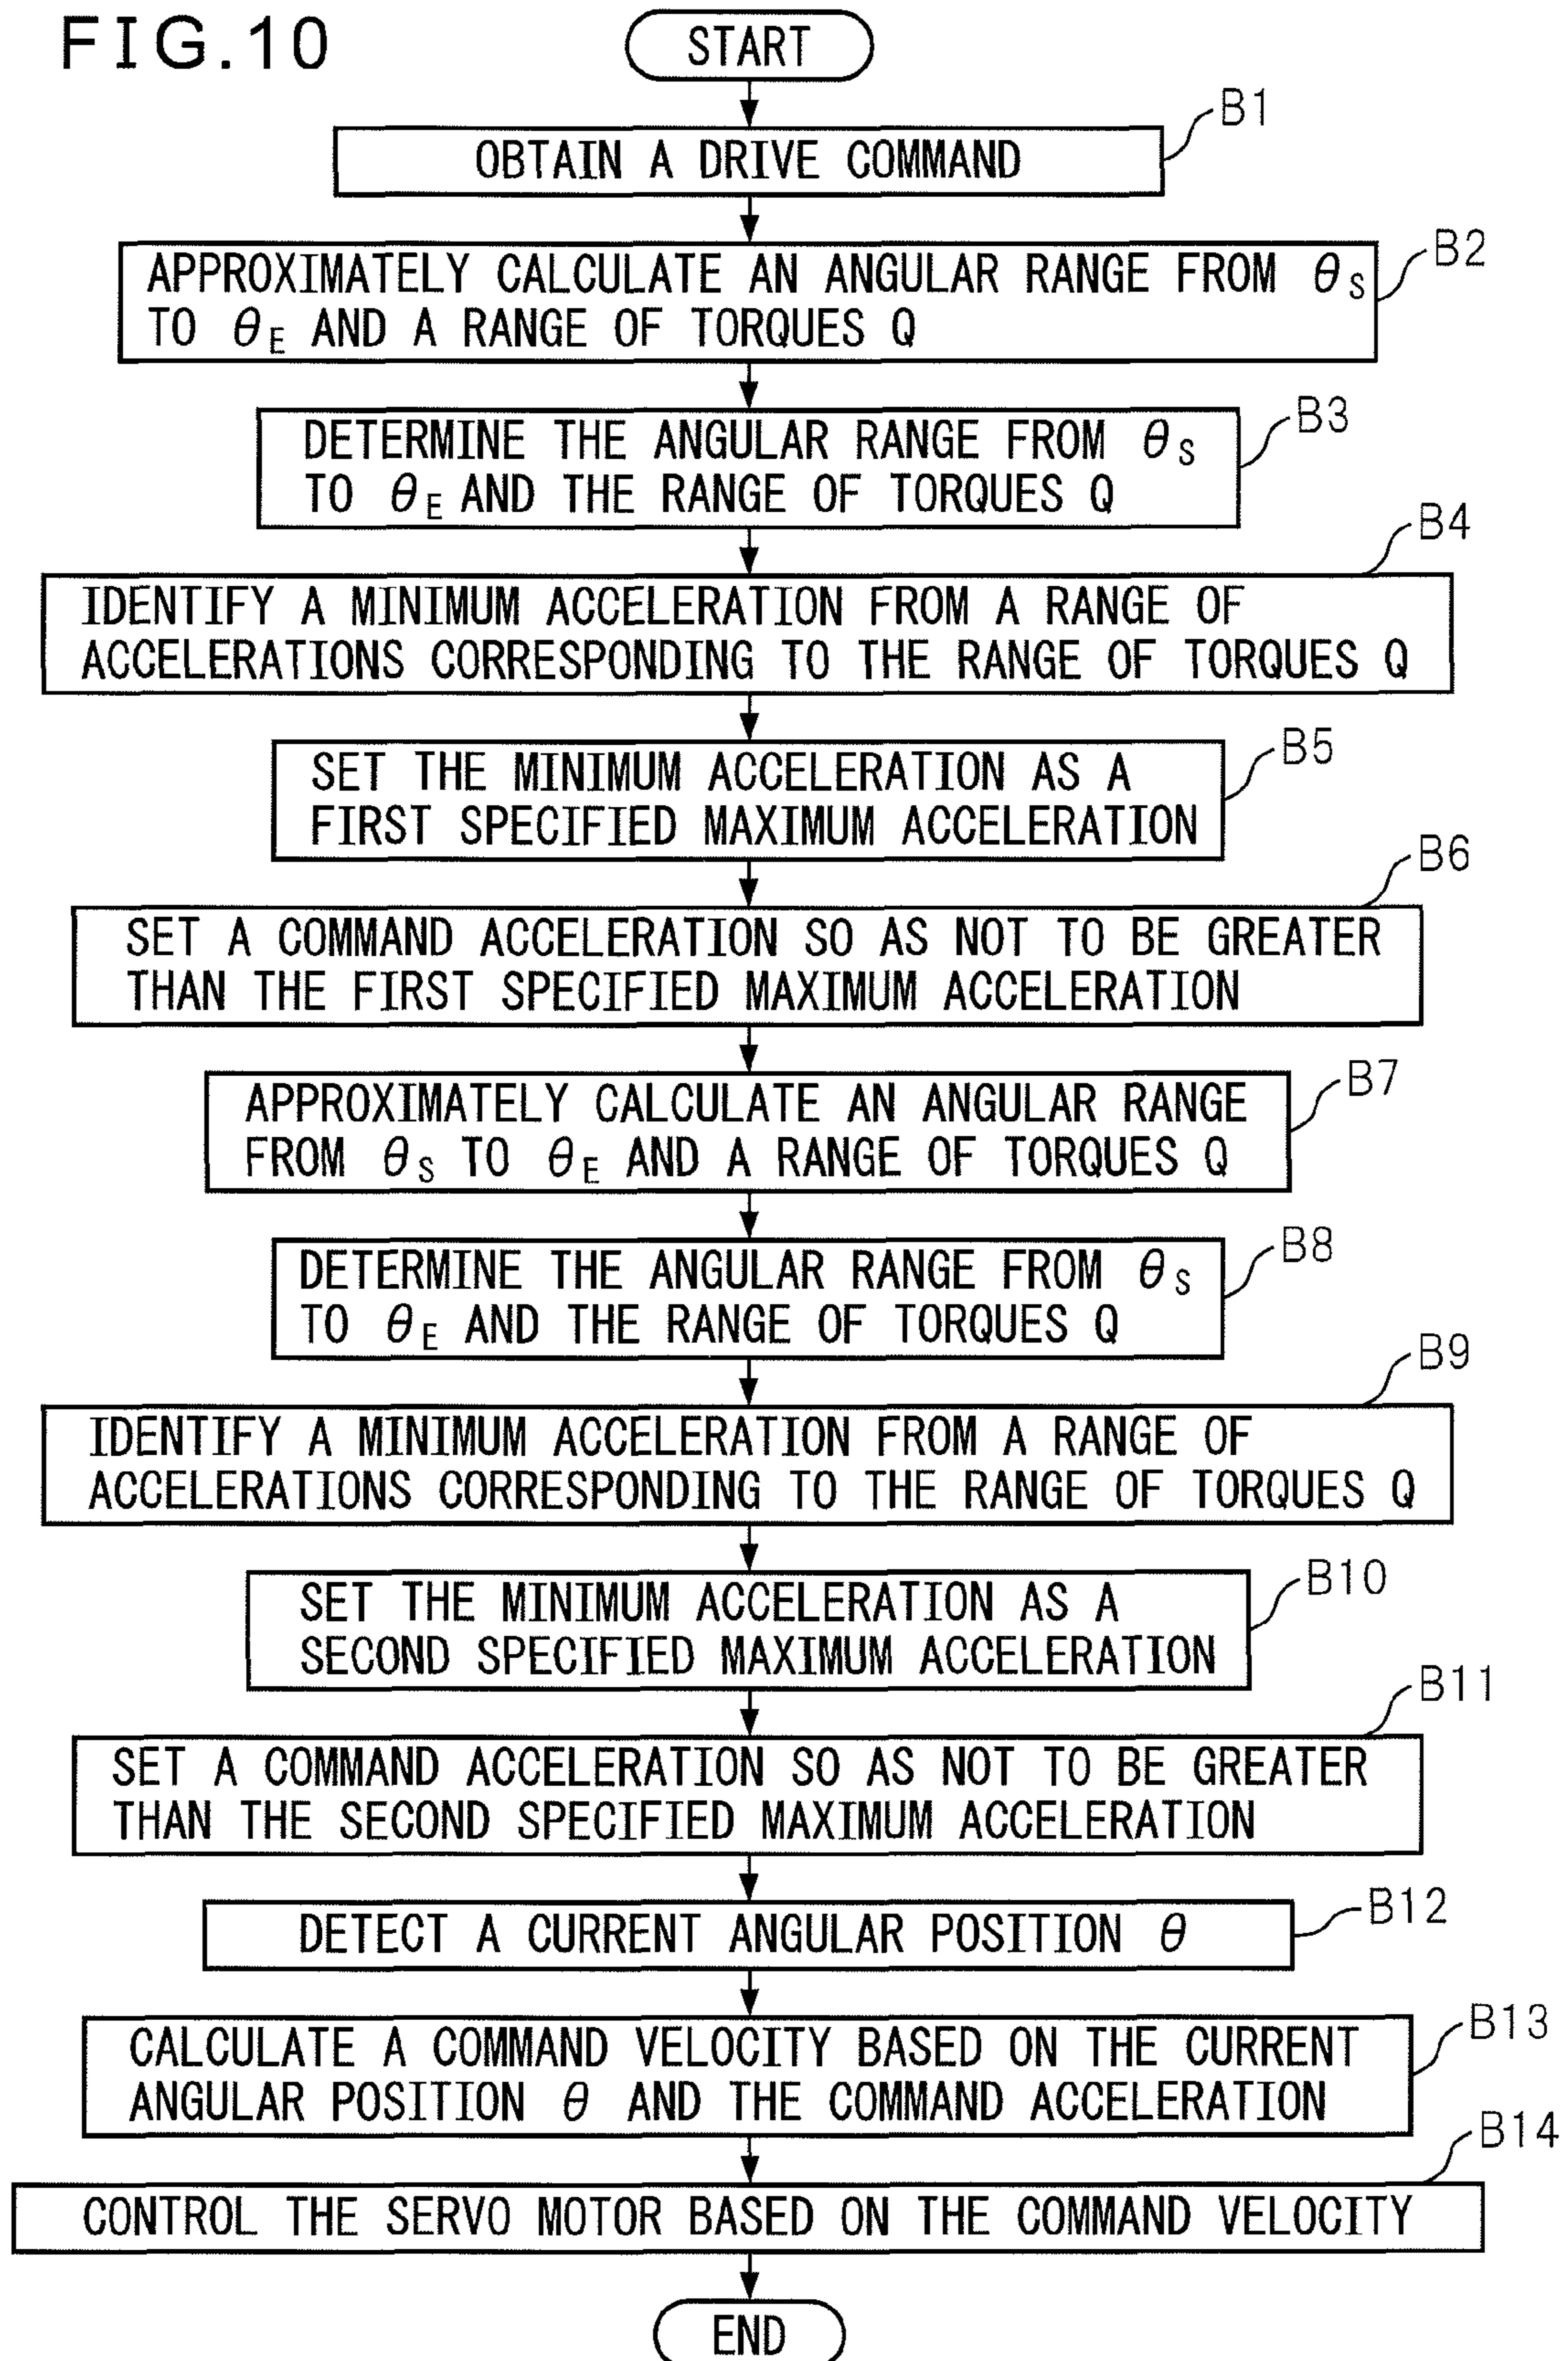 FIG.10
START
B1
OBTAIN A DRIVE COMMAND
B2
APPROXIMATELY CALCULATE AN ANGULAR RANGE FROM θS
TO θE AND A RANGE OF TORQUES Q
B3
DETERMINE THE ANGULAR RANGE FROM θS
TO θE AND THE RANGE OF TORQUES Q
B4
IDENTIFY A MINIMUM ACCELERATION FROM A RANGE OF
ACCELERATIONS CORRESPONDING TO THE RANGE OF TORQUES Q
B5
SET THE MINIMUM ACCELERATION AS A
FIRST SPECIFIED MAXIMUM ACCELERATION
B6
SET A COMMAND ACCELERATION SO AS NOT TO BE GREATER
THAN THE FIRST SPECIFIED MAXIMUM ACCELERATION
B7
APPROXIMATELY CALCULATE AN ANGULAR RANGE
FROM θS TO θE AND A RANGE OF TORQUES Q
B8
DETERMINE THE ANGULAR RANGE FROM θS
TO θE AND THE RANGE OF TORQUES Q
B9
IDENTIFY A MINIMUM ACCELERATION FROM A RANGE OF
ACCELERATIONS CORRESPONDING TO THE RANGE OF TORQUES Q
B10
SET THE MINIMUM ACCELERATION AS A
SECOND SPECIFIED MAXIMUM ACCELERATION
B11
SET A COMMAND ACCELERATION SO AS NOT TO BE GREATER
THAN THE SECOND SPECIFIED MAXIMUM ACCELERATION
B12
DETECT A CURRENT ANGULAR POSITION θ
B13
CALCULATE A COMMAND VELOCITY BASED ON THE CURRENT
ANGULAR POSITION θ AND THE COMMAND ACCELERATION
B14
CONTROL THE SERVO MOTOR BASED ON THE COMMAND VELOCITY
END